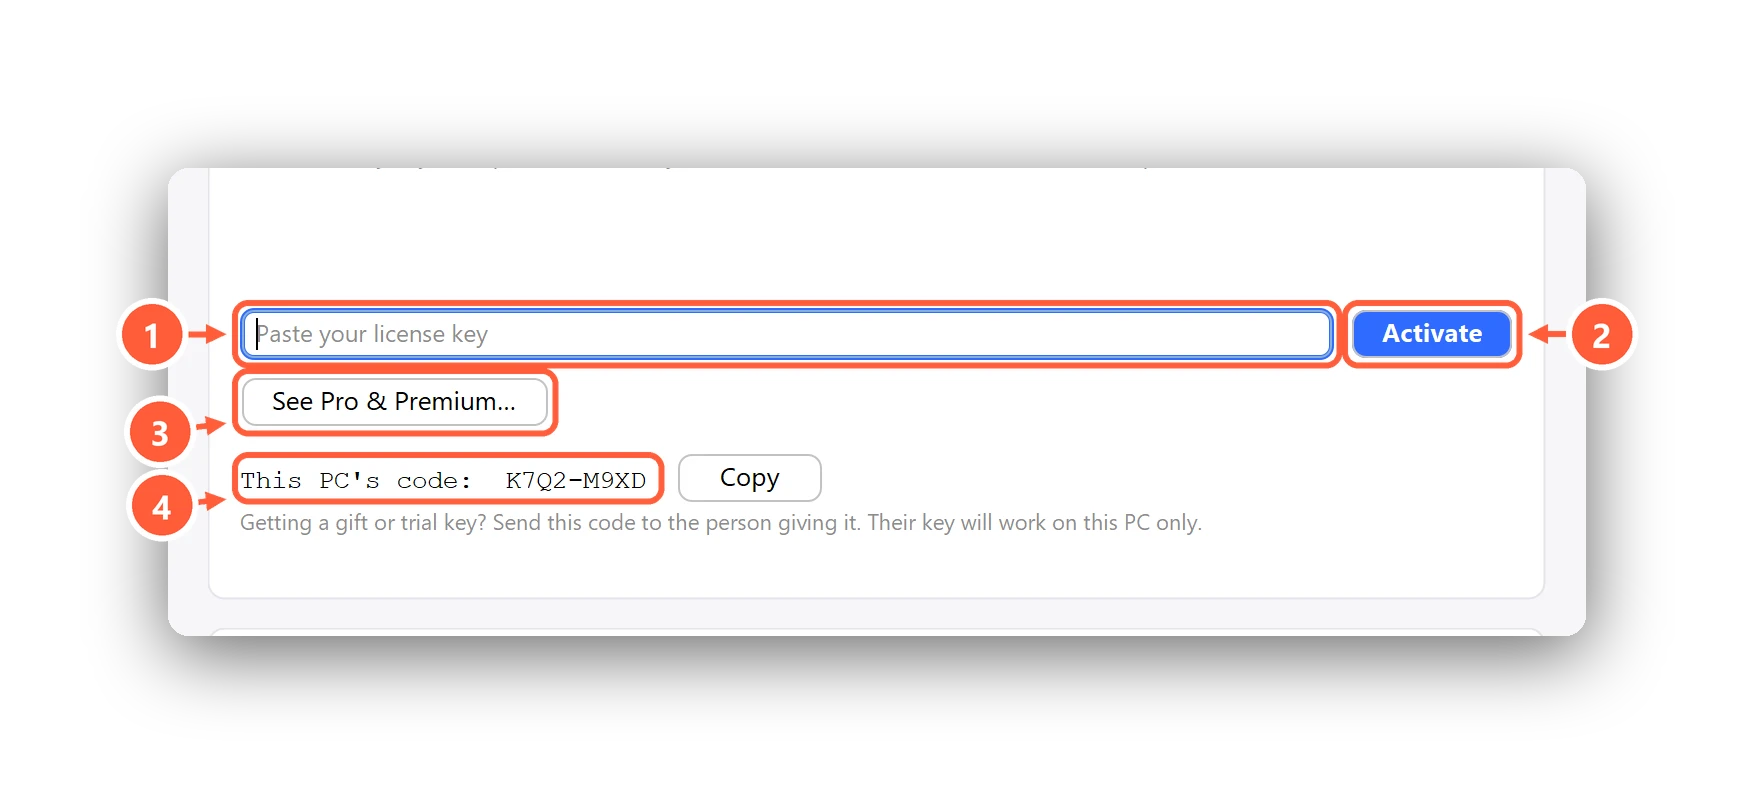 1 Paste your license key Activate 2
3 See Pro & Premium...
4 This PC's code: K7Q2-M9XD Copy
Getting a gift or trial key? Send this code to the person giving it. Their key will work on this PC only.